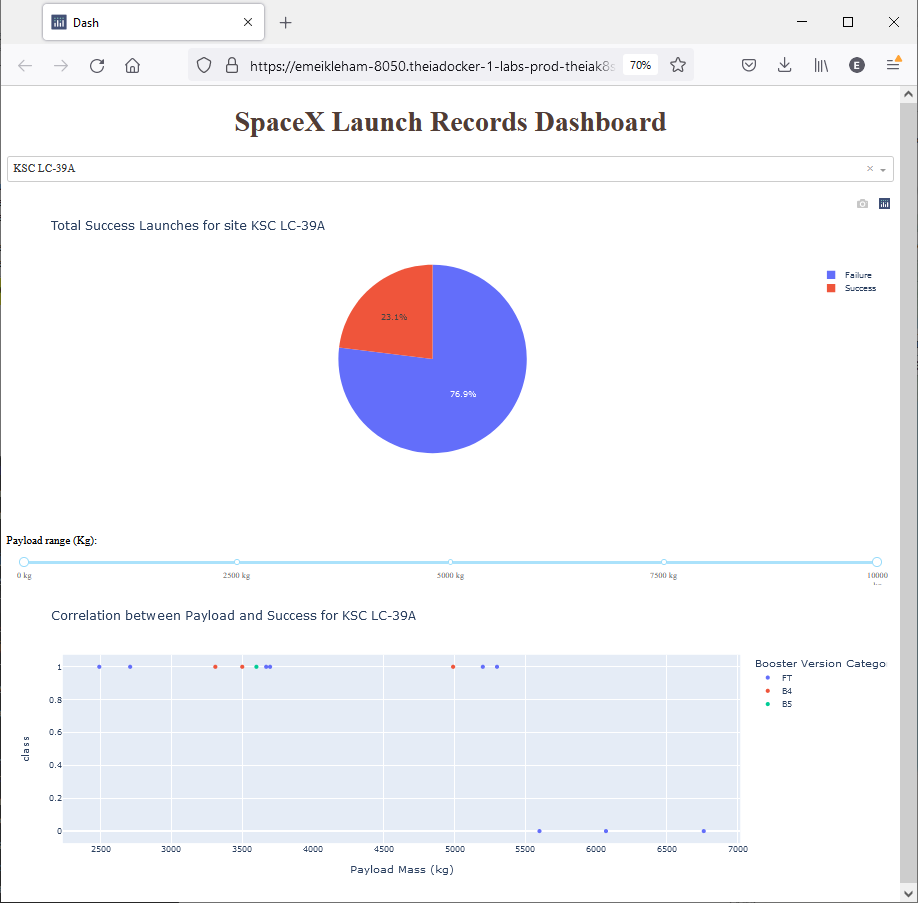 Dash
https://emeikleham-8050.theiadocker-1-labs-prod-theiak8s
70%
E
SpaceX Launch Records Dashboard
KSC LC-39A
Total Success Launches for site KSC LC-39A
Failure
Success
23.1%
76.9%
Payload range (Kg):
0 kg 2500 kg 5000 kg 7500 kg 10000
Correlation between Payload and Success for KSC LC-39A
Booster Version Catego
FT
B4
B5
1
0.8
0.6
0.4
0.2
0
class
2500 3000 3500 4000 4500 5000 5500 6000 6500 7000
Payload Mass (kg)